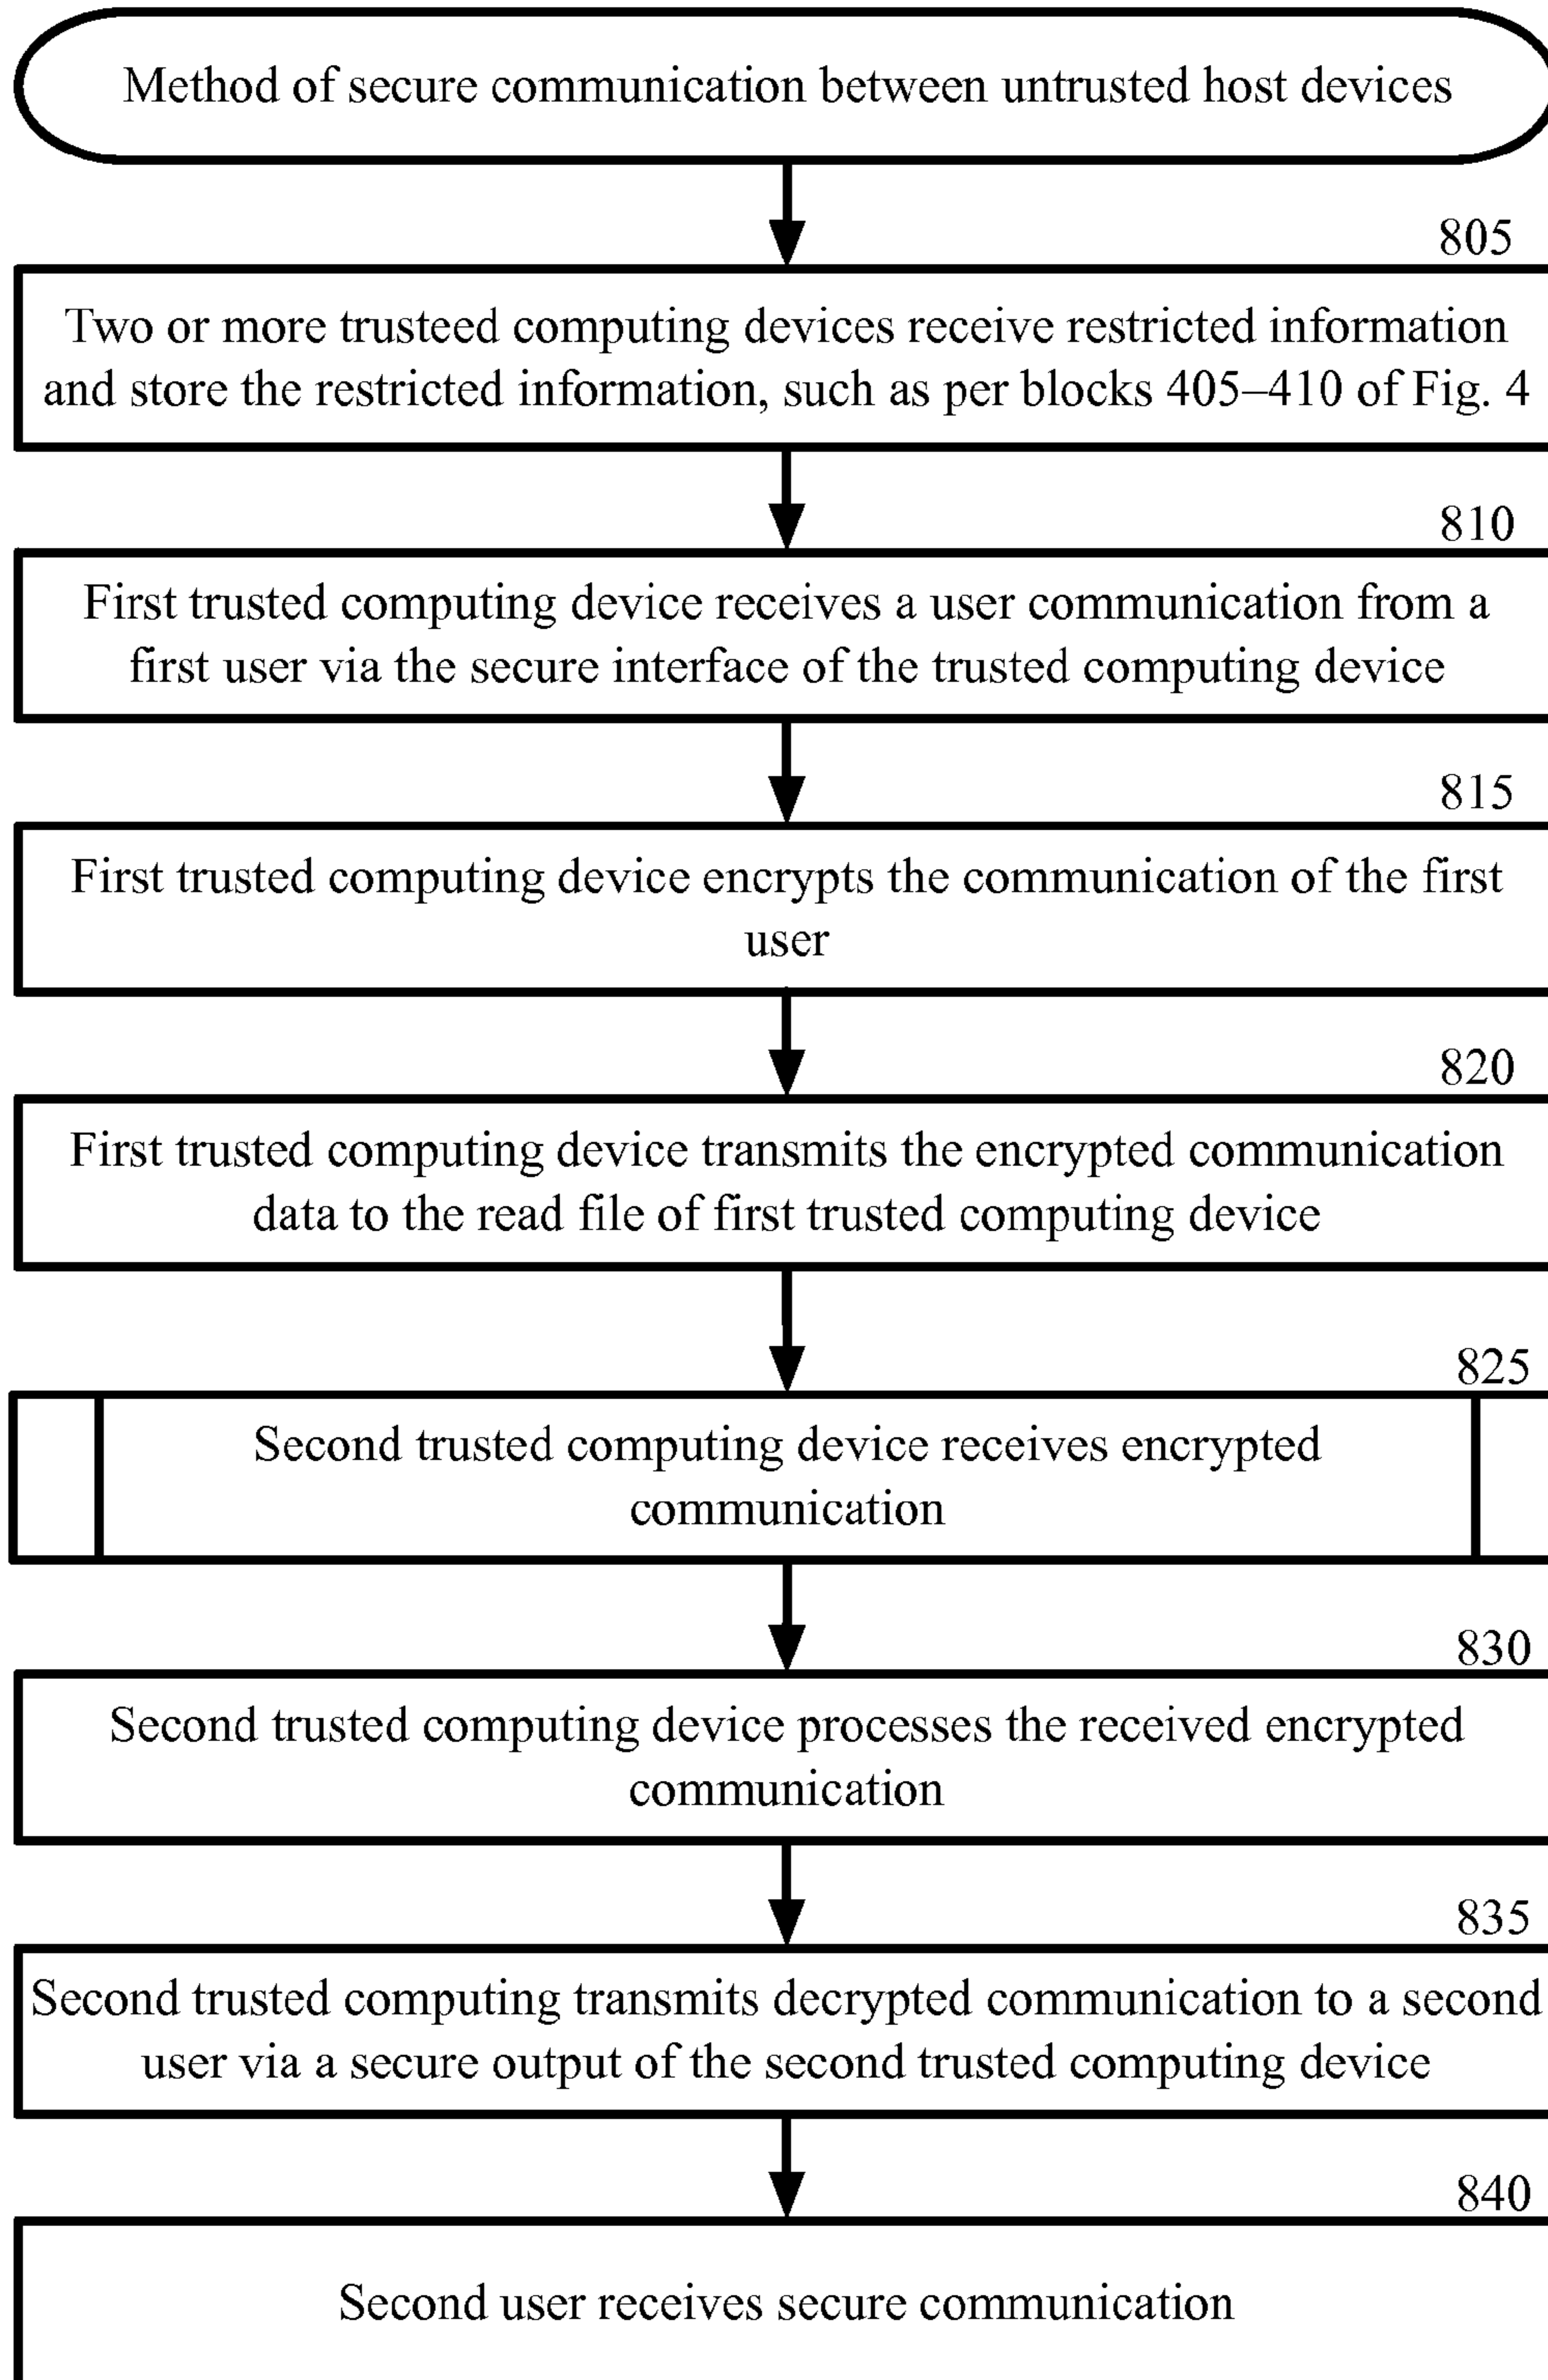 Method of secure communication between untrusted host devices
805
Two or more trusteed computing devices receive restricted information
and store the restricted information, such as per blocks 405–410 of Fig. 4
810
First trusted computing device receives a user communication from a
first user via the secure interface of the trusted computing device
815
First trusted computing device encrypts the communication of the first
user
820
First trusted computing device transmits the encrypted communication
data to the read file of first trusted computing device
825
Second trusted computing device receives encrypted
communication
830
Second trusted computing device processes the received encrypted
communication
835
Second trusted computing transmits decrypted communication to a second
user via a secure output of the second trusted computing device
840
Second user receives secure communication